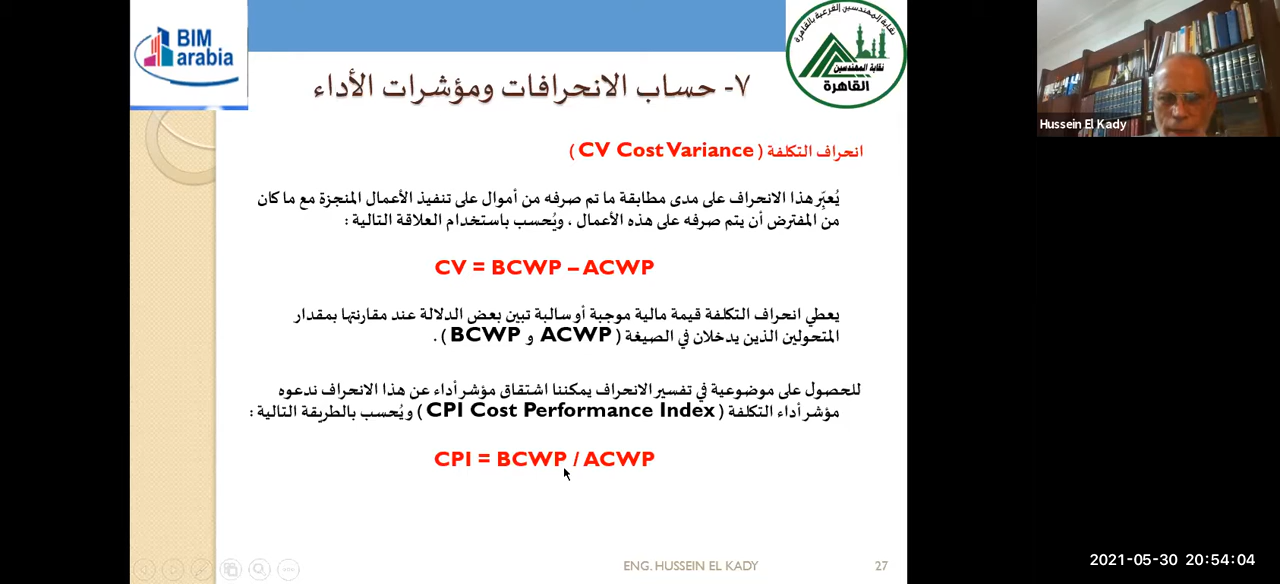 BIM
arabia
نقابة المهندسين الفرعية بالقاهرة
نقابة المهندسين
القاهرة
٧- حساب الانحرافات ومؤشرات الأداء
انحراف التكلفة ( CV Cost Variance )
يُعبِّر هذا الانحراف على مدى مطابقة ما تم صرفه من أموال على تنفيذ الأعمال المنجزة مع ما كان
من المفترض أن يتم صرفه على هذه الأعمال ، ويُحسب باستخدام العلاقة التالية :
CV = BCWP – ACWP
يعطي انحراف التكلفة قيمة مالية موجبة أو سالبة تبين بعض الدلالة عند مقارنتها بمقدار
المتحولين الذين يدخلان في الصيغة ( ACWP و BCWP ) .
للحصول على موضوعية في تفسير الانحراف يمكننا اشتقاق مؤشر أداء عن هذا الانحراف ندعوه
مؤشر أداء التكلفة ( CPI Cost Performance Index ) ويُحسب بالطريقة التالية :
CPI = BCWP / ACWP
ENG. HUSSEIN EL KADY
27
Hussein El Kady
2021-05-30 20:54:04